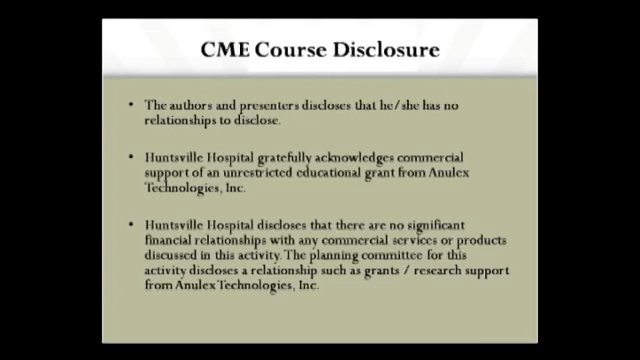 CME Course Disclosure
• The authors and presenters discloses that he/she has no
relationships to disclose.
• Huntsville Hospital gratefully acknowledges commercial
support of an unrestricted educational grant from Anulex
Technologies, Inc.
• Huntsville Hospital discloses that there are no significant
financial relationships with any commercial services or products
discussed in this activity. The planning committee for this
activity discloses a relationship such as grants / research support
from Anulex Technologies, Inc.